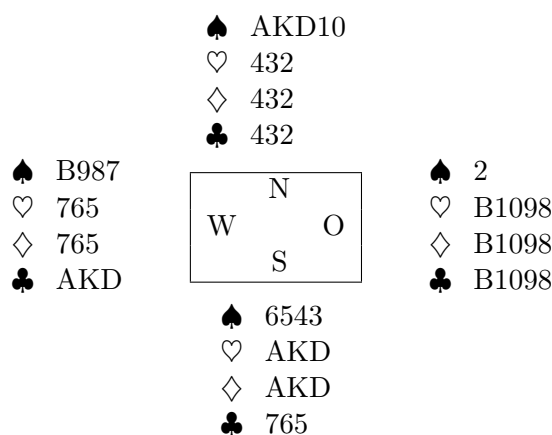 ♠ AKD10
♡ 432
♢ 432
♣ 432
♠ B987
♡ 765
♢ 765
♣ AKD
N
W O
S
♠ 2
♡ B1098
♢ B1098
♣ B1098
♠ 6543
♡ AKD
♢ AKD
♣ 765